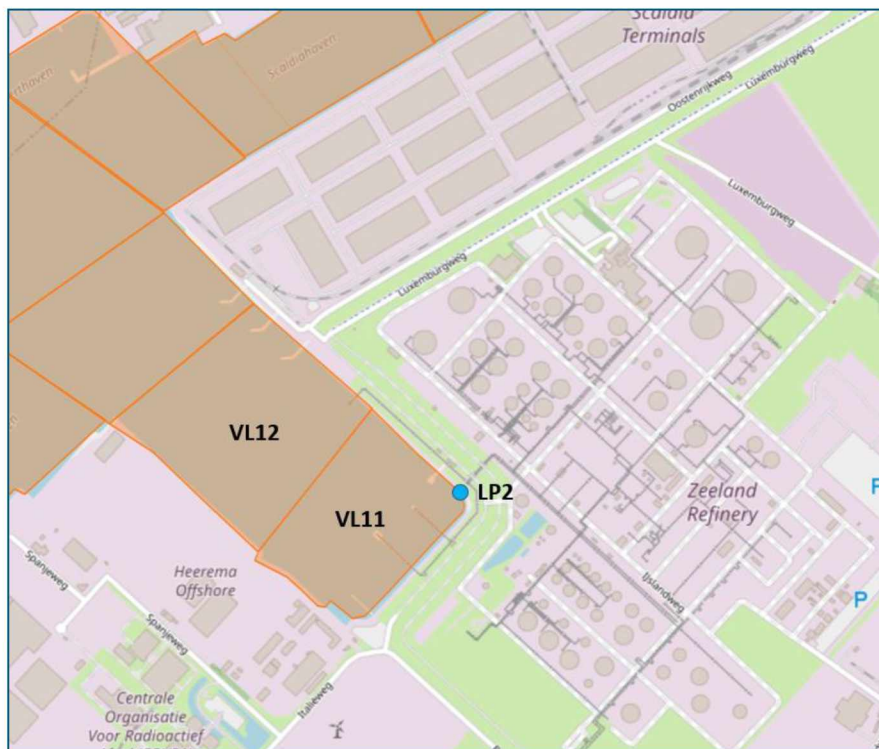 Scaldia
Terminals
Scaldiahaven
Oostenrijkweg
Luxemburgweg
Luxemburgweg
Luxemburgweg
VL12
LP2
VL11
Zeeland
Refinery
P
Heerema
Offshore
Spanjeweg
Spanjeweg
IJslandweg
P
Italiëweg
Centrale
Organisatie
Voor Radioactief